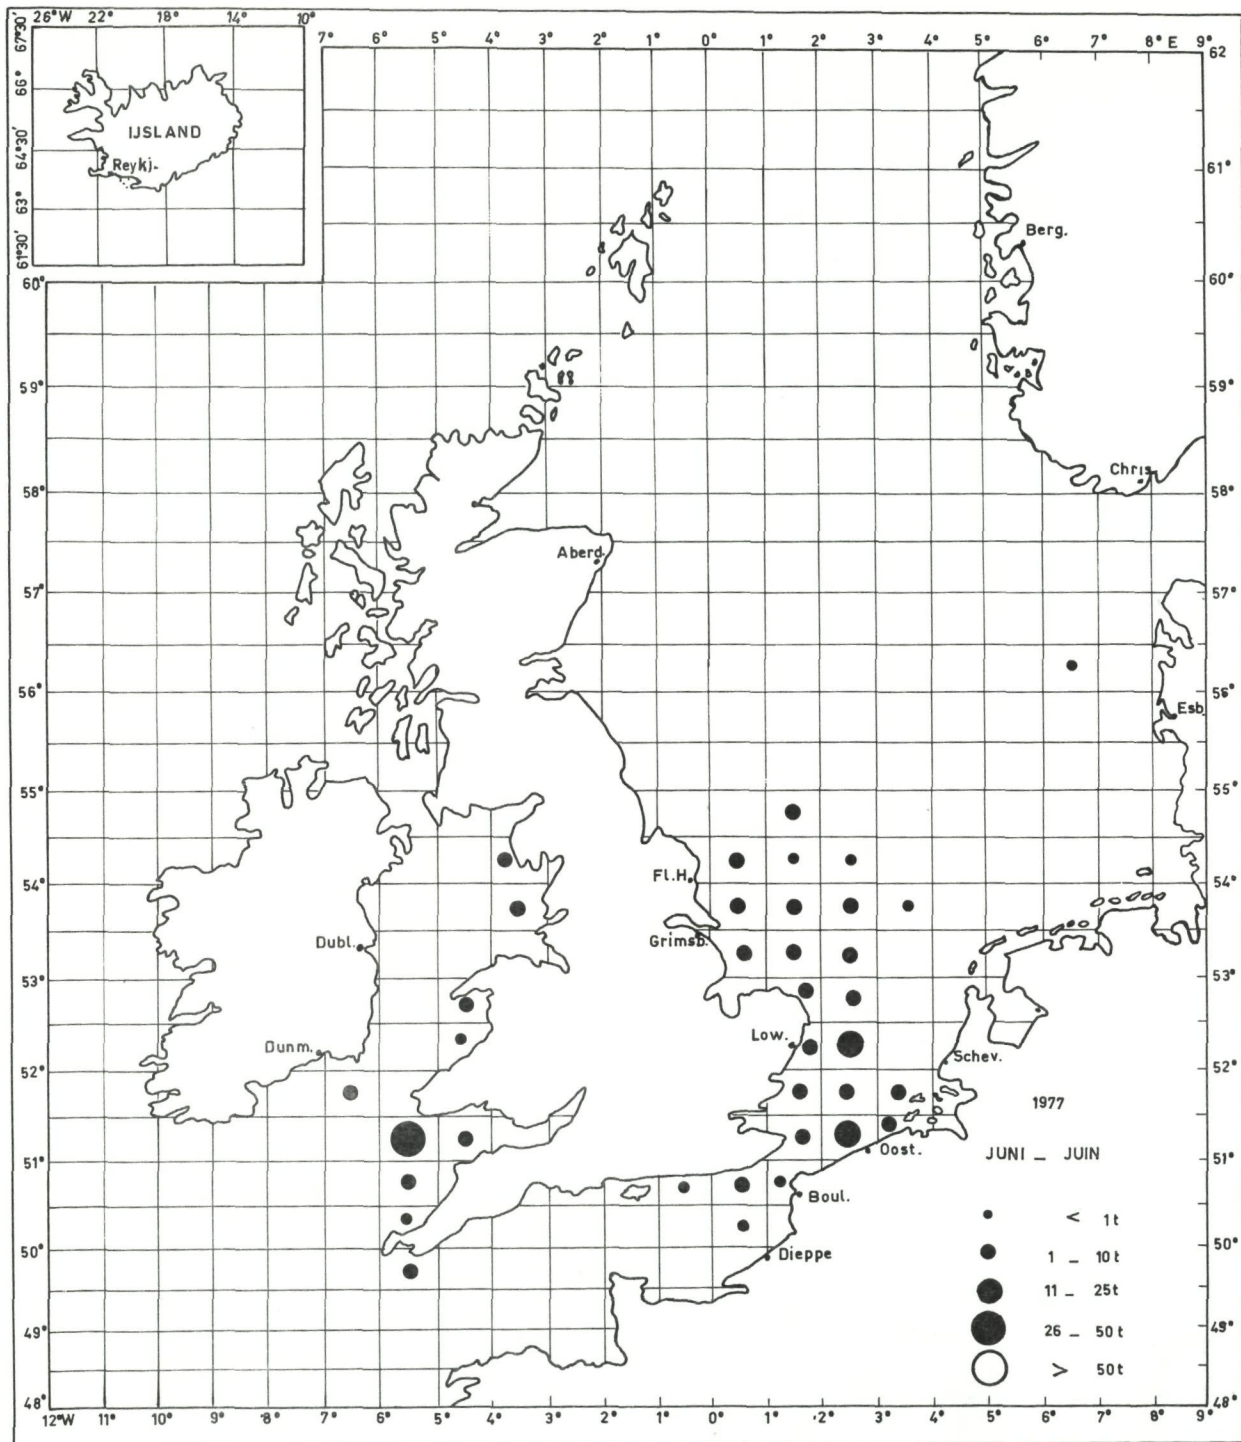 26°W 22° 18° 14° 10°
67°30'
66°
64°30'
63°
61°30'
IJSLAND
Reykj.
7° 6° 5° 4° 3° 2° 1° 0° 1° 2° 3° 4° 5° 6° 7° 8° E 9°
62
61°
60°
59°
58°
57°
56°
55°
54°
53°
52°
51°
50°
49°
48°
60°
59°
58°
57°
56°
55°
54°
53°
52°
51°
50°
49°
48°
Berg.
Chris
Aberd.
Esb
Fl.H.
Grimsb.
Dubl.
Dunm.
Low.
Schev.
Oost.
Boul.
Dieppe
1977
JUNI _ JUIN
< 1t
1 _ 10t
11 _ 25t
26 _ 50t
> 50t
12°W 11° 10° 9° 8° 7° 6° 5° 4° 3° 2° 1° 0° 1° 2° 3° 4° 5° 6° 7° 8° 9°